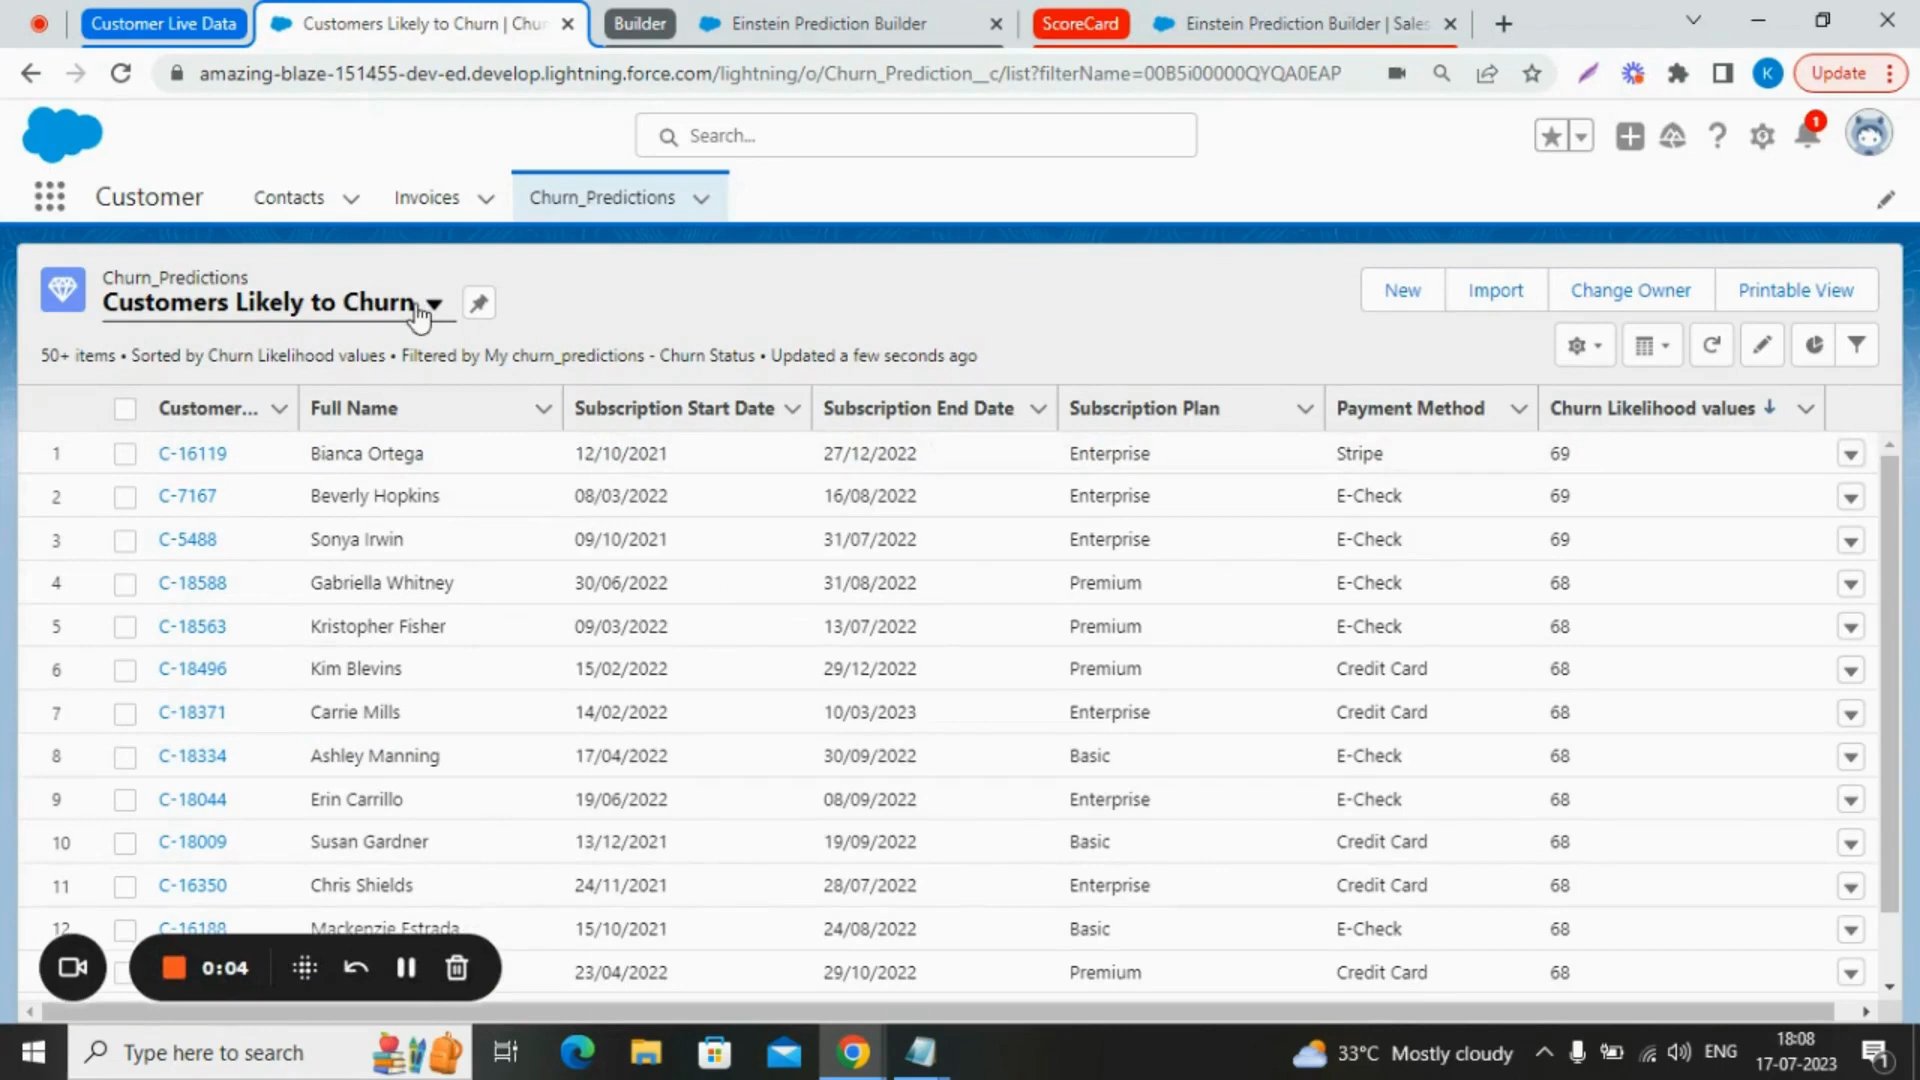 Customer Live Data
Customers Likely to Churn | Chur
Builder
Einstein Prediction Builder
ScoreCard
Einstein Prediction Builder | Sales
amazing-blaze-151455-dev-ed.develop.lightning.force.com/lightning/o/Churn_Prediction__c/list?filterName=00B5i00000QYQA0EAP
K
Update
Search...
1
Customer
Contacts
Invoices
Churn_Predictions
Churn_Predictions
Customers Likely to Churn
New
Import
Change Owner
Printable View
50+ items • Sorted by Churn Likelihood values • Filtered by My churn_predictions - Churn Status • Updated a few seconds ago
Customer... Full Name Subscription Start Date Subscription End Date Subscription Plan Payment Method Churn Likelihood values
1 C-16119 Bianca Ortega 12/10/2021 27/12/2022 Enterprise Stripe 69
2 C-7167 Beverly Hopkins 08/03/2022 16/08/2022 Enterprise E-Check 69
3 C-5488 Sonya Irwin 09/10/2021 31/07/2022 Enterprise E-Check 69
4 C-18588 Gabriella Whitney 30/06/2022 31/08/2022 Premium E-Check 68
5 C-18563 Kristopher Fisher 09/03/2022 13/07/2022 Premium E-Check 68
6 C-18496 Kim Blevins 15/02/2022 29/12/2022 Premium Credit Card 68
7 C-18371 Carrie Mills 14/02/2022 10/03/2023 Enterprise Credit Card 68
8 C-18334 Ashley Manning 17/04/2022 30/09/2022 Basic E-Check 68
9 C-18044 Erin Carrillo 19/06/2022 08/09/2022 Enterprise E-Check 68
10 C-18009 Susan Gardner 13/12/2021 19/09/2022 Basic Credit Card 68
11 C-16350 Chris Shields 24/11/2021 28/07/2022 Enterprise Credit Card 68
12 C-16188 Mackenzie Estrada 15/10/2021 24/08/2022 Basic E-Check 68
23/04/2022 29/10/2022 Premium Credit Card 68
0:04
Type here to search
33°C Mostly cloudy
ENG
18:08
17-07-2023
1